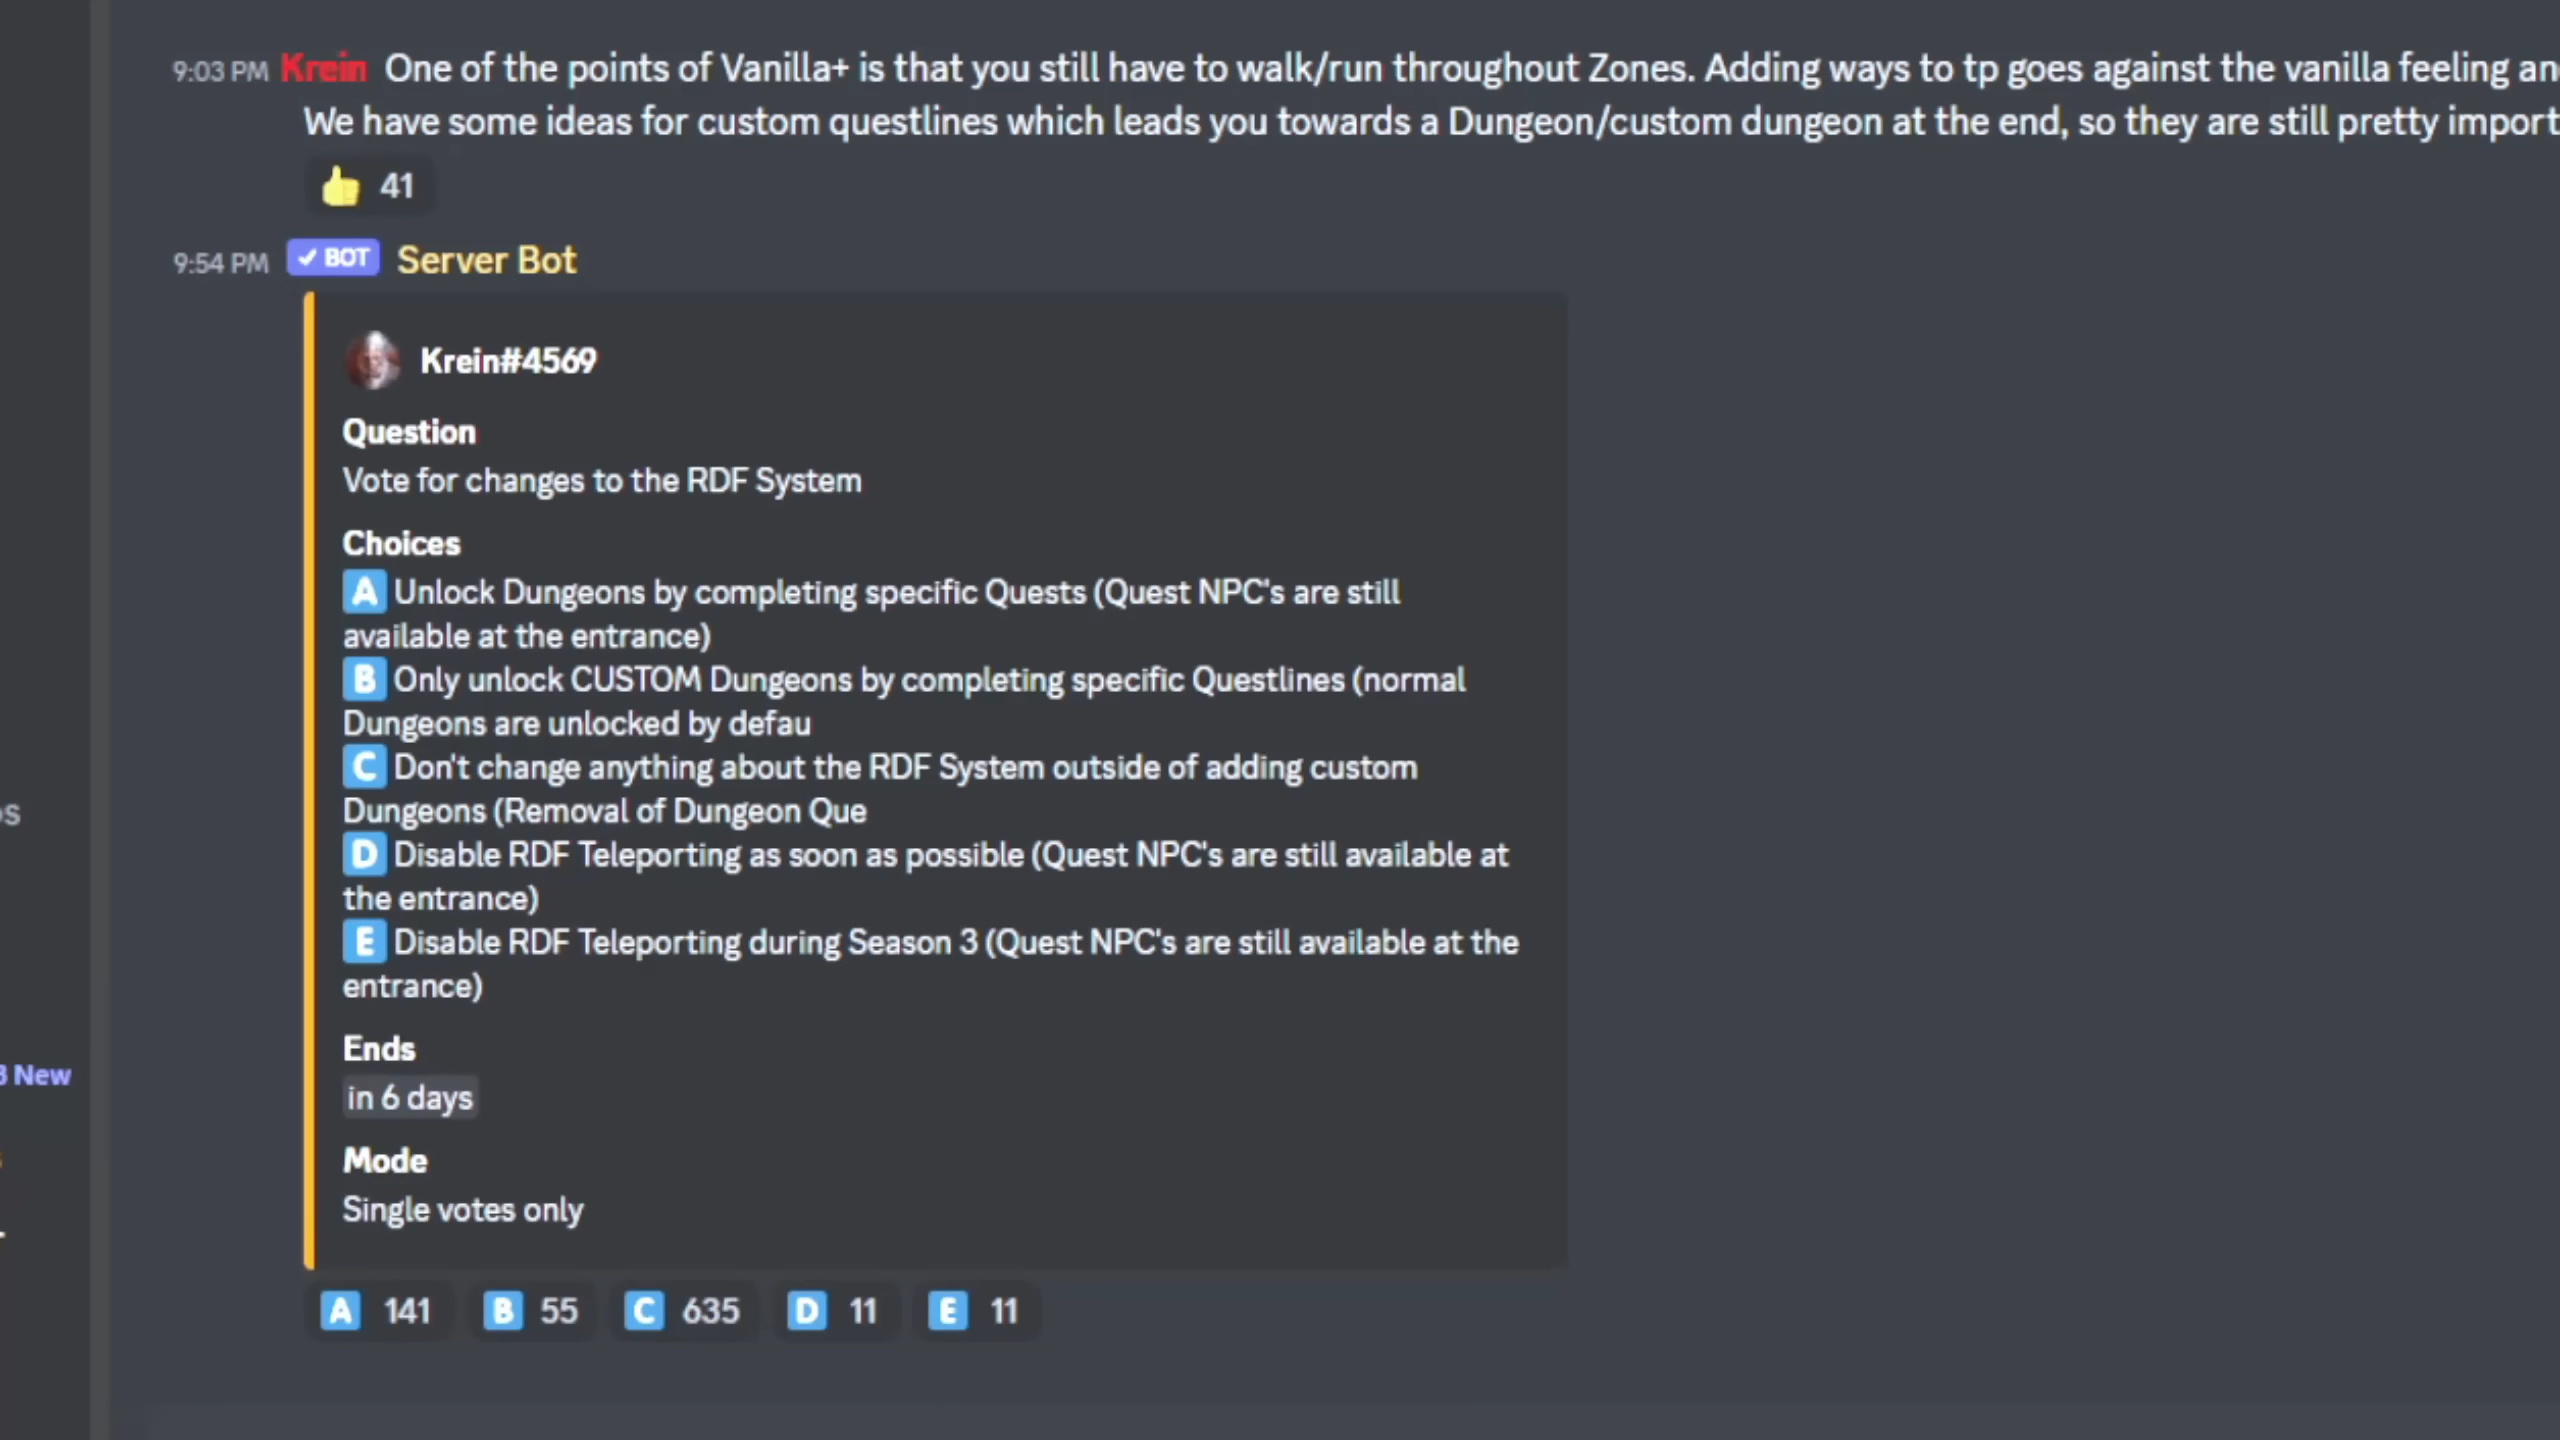 9:03 PM Krein One of the points of Vanilla+ is that you still have to walk/run throughout Zones. Adding ways to tp goes against the vanilla feeling an
We have some ideas for custom questlines which leads you towards a Dungeon/custom dungeon at the end, so they are still pretty import
41
9:54 PM BOT Server Bot
Krein#4569
Question
Vote for changes to the RDF System
Choices
A Unlock Dungeons by completing specific Quests (Quest NPC's are still
available at the entrance)
B Only unlock CUSTOM Dungeons by completing specific Questlines (normal
Dungeons are unlocked by defau
C Don't change anything about the RDF System outside of adding custom
Dungeons (Removal of Dungeon Que
D Disable RDF Teleporting as soon as possible (Quest NPC's are still available at
the entrance)
E Disable RDF Teleporting during Season 3 (Quest NPC's are still available at the
entrance)
New
Ends
in 6 days
Mode
Single votes only
A 141 B 55 C 635 D 11 E 11